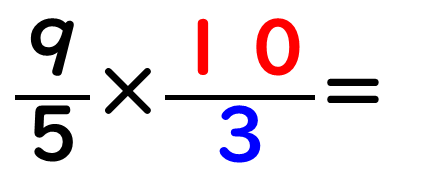 9/5 × 10/3 =